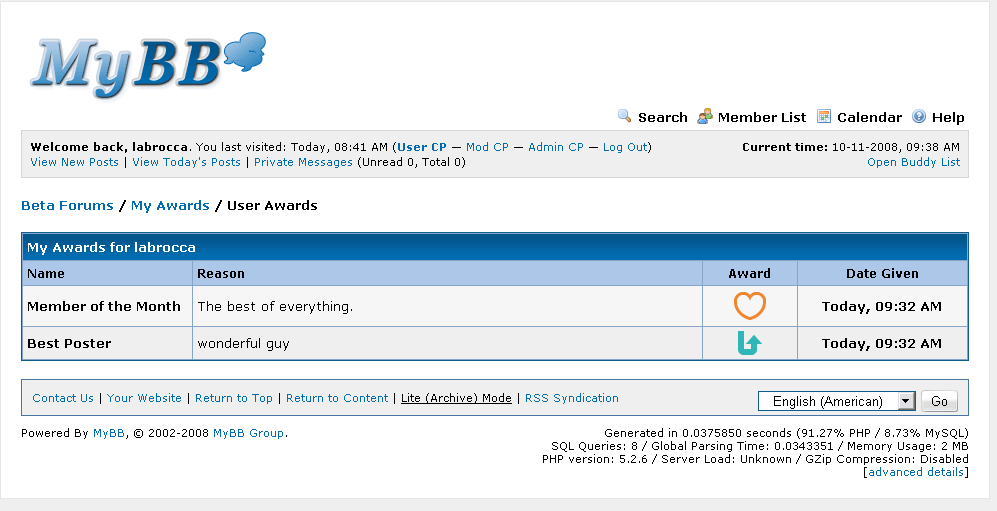 MyBB
Search Member List Calendar Help
Welcome back, labrocca. You last visited: Today, 08:41 AM (User CP — Mod CP — Admin CP — Log Out) Current time: 10-11-2008, 09:38 AM
View New Posts | View Today's Posts | Private Messages (Unread 0, Total 0) Open Buddy List
Beta Forums / My Awards / User Awards
My Awards for labrocca
Name Reason Award Date Given
Member of the Month The best of everything. Today, 09:32 AM
Best Poster wonderful guy Today, 09:32 AM
Contact Us | Your Website | Return to Top | Return to Content | Lite (Archive) Mode | RSS Syndication English (American) Go
Powered By MyBB, © 2002-2008 MyBB Group. Generated in 0.0375850 seconds (91.27% PHP / 8.73% MySQL)
SQL Queries: 8 / Global Parsing Time: 0.0343351 / Memory Usage: 2 MB
PHP version: 5.2.6 / Server Load: Unknown / GZip Compression: Disabled
[advanced details]